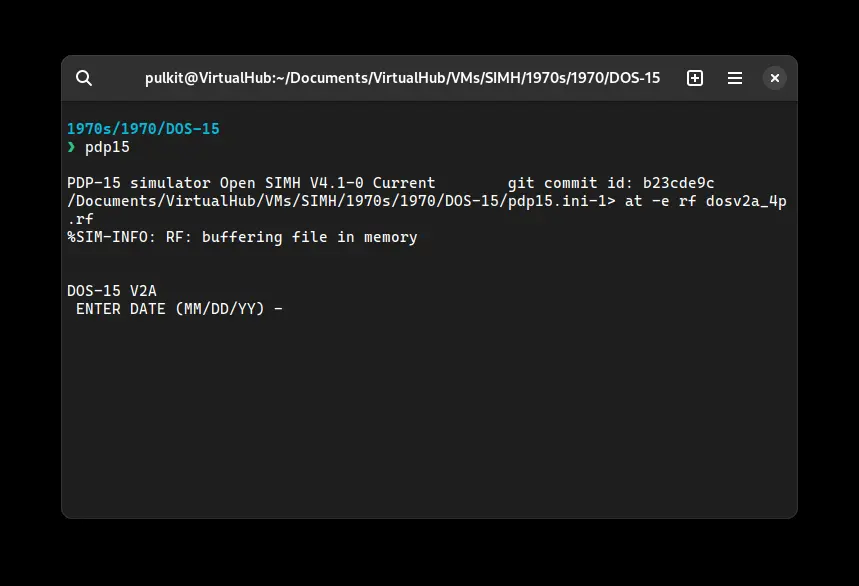 pulkit@VirtualHub:~/Documents/VirtualHub/VMs/SIMH/1970s/1970/DOS-15
1970s/1970/DOS-15
❯ pdp15
PDP-15 simulator Open SIMH V4.1-0 Current        git commit id: b23cde9c
/Documents/VirtualHub/VMs/SIMH/1970s/1970/DOS-15/pdp15.ini-1> at -e rf dosv2a_4p
.rf
%SIM-INFO: RF: buffering file in memory
DOS-15 V2A
ENTER DATE (MM/DD/YY) -